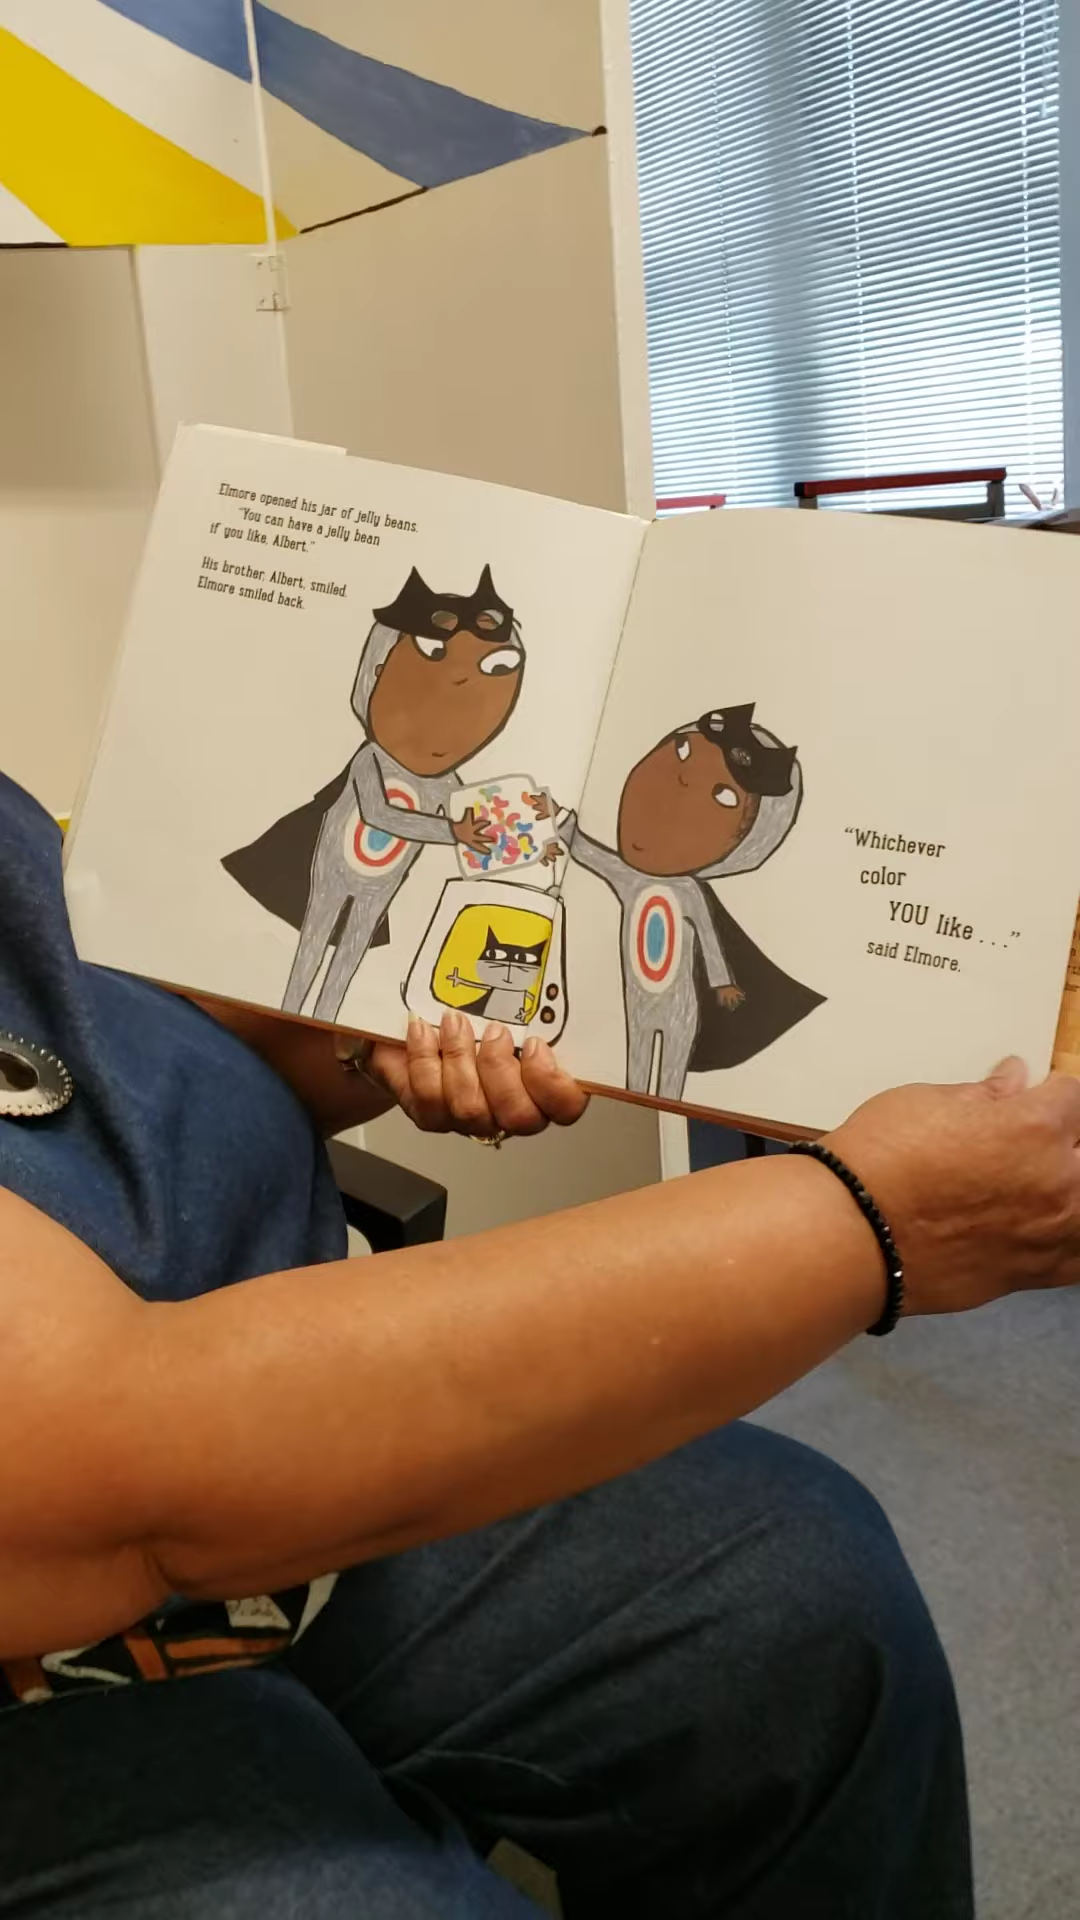 Elmore opened his jar of jelly beans.
"You can have a jelly bean
if you like, Albert."
His brother, Albert, smiled.
Elmore smiled back.
"Whichever
color
YOU like . . ."
said Elmore.